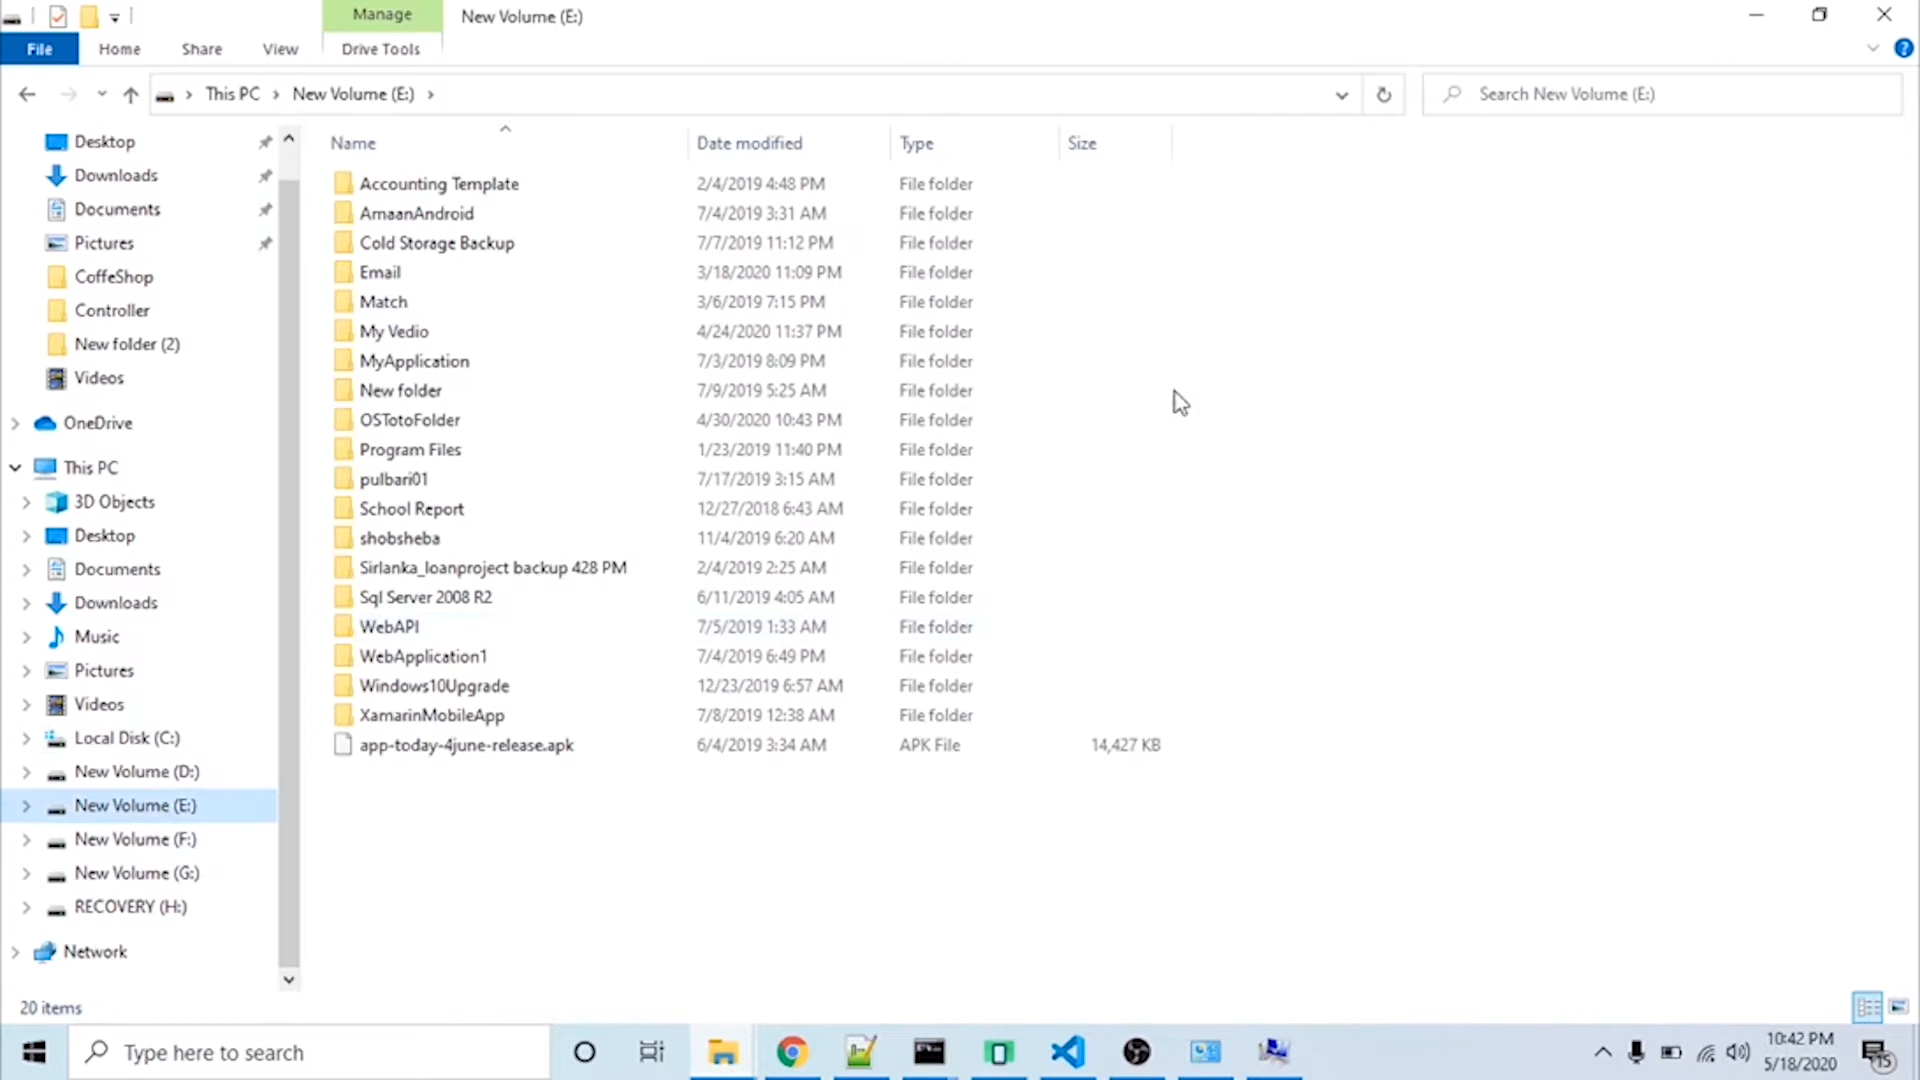 Manage New Volume (E:)
File Home Share View Drive Tools
This PC New Volume (E:) Search New Volume (E:)
Desktop
Downloads
Documents
Pictures
CoffeShop
Controller
New folder (2)
Videos
OneDrive
This PC
3D Objects
Desktop
Documents
Downloads
Music
Pictures
Videos
Local Disk (C:)
New Volume (D:)
New Volume (E:)
New Volume (F:)
New Volume (G:)
RECOVERY (H:)
Network
Name Date modified Type Size
Accounting Template 2/4/2019 4:48 PM File folder
AmaanAndroid 7/4/2019 3:31 AM File folder
Cold Storage Backup 7/7/2019 11:12 PM File folder
Email 3/18/2020 11:09 PM File folder
Match 3/6/2019 7:15 PM File folder
My Vedio 4/24/2020 11:37 PM File folder
MyApplication 7/3/2019 8:09 PM File folder
New folder 7/9/2019 5:25 AM File folder
OSTotoFolder 4/30/2020 10:43 PM File folder
Program Files 1/23/2019 11:40 PM File folder
pulbari01 7/17/2019 3:15 AM File folder
School Report 12/27/2018 6:43 AM File folder
shobsheba 11/4/2019 6:20 AM File folder
Sirlanka_loanproject backup 428 PM 2/4/2019 2:25 AM File folder
Sql Server 2008 R2 6/11/2019 4:05 AM File folder
WebAPI 7/5/2019 1:33 AM File folder
WebApplication1 7/4/2019 6:49 PM File folder
Windows10Upgrade 12/23/2019 6:57 AM File folder
XamarinMobileApp 7/8/2019 12:38 AM File folder
app-today-4june-release.apk 6/4/2019 3:34 AM APK File 14,427 KB
20 items
Type here to search
10:42 PM
5/18/2020
15